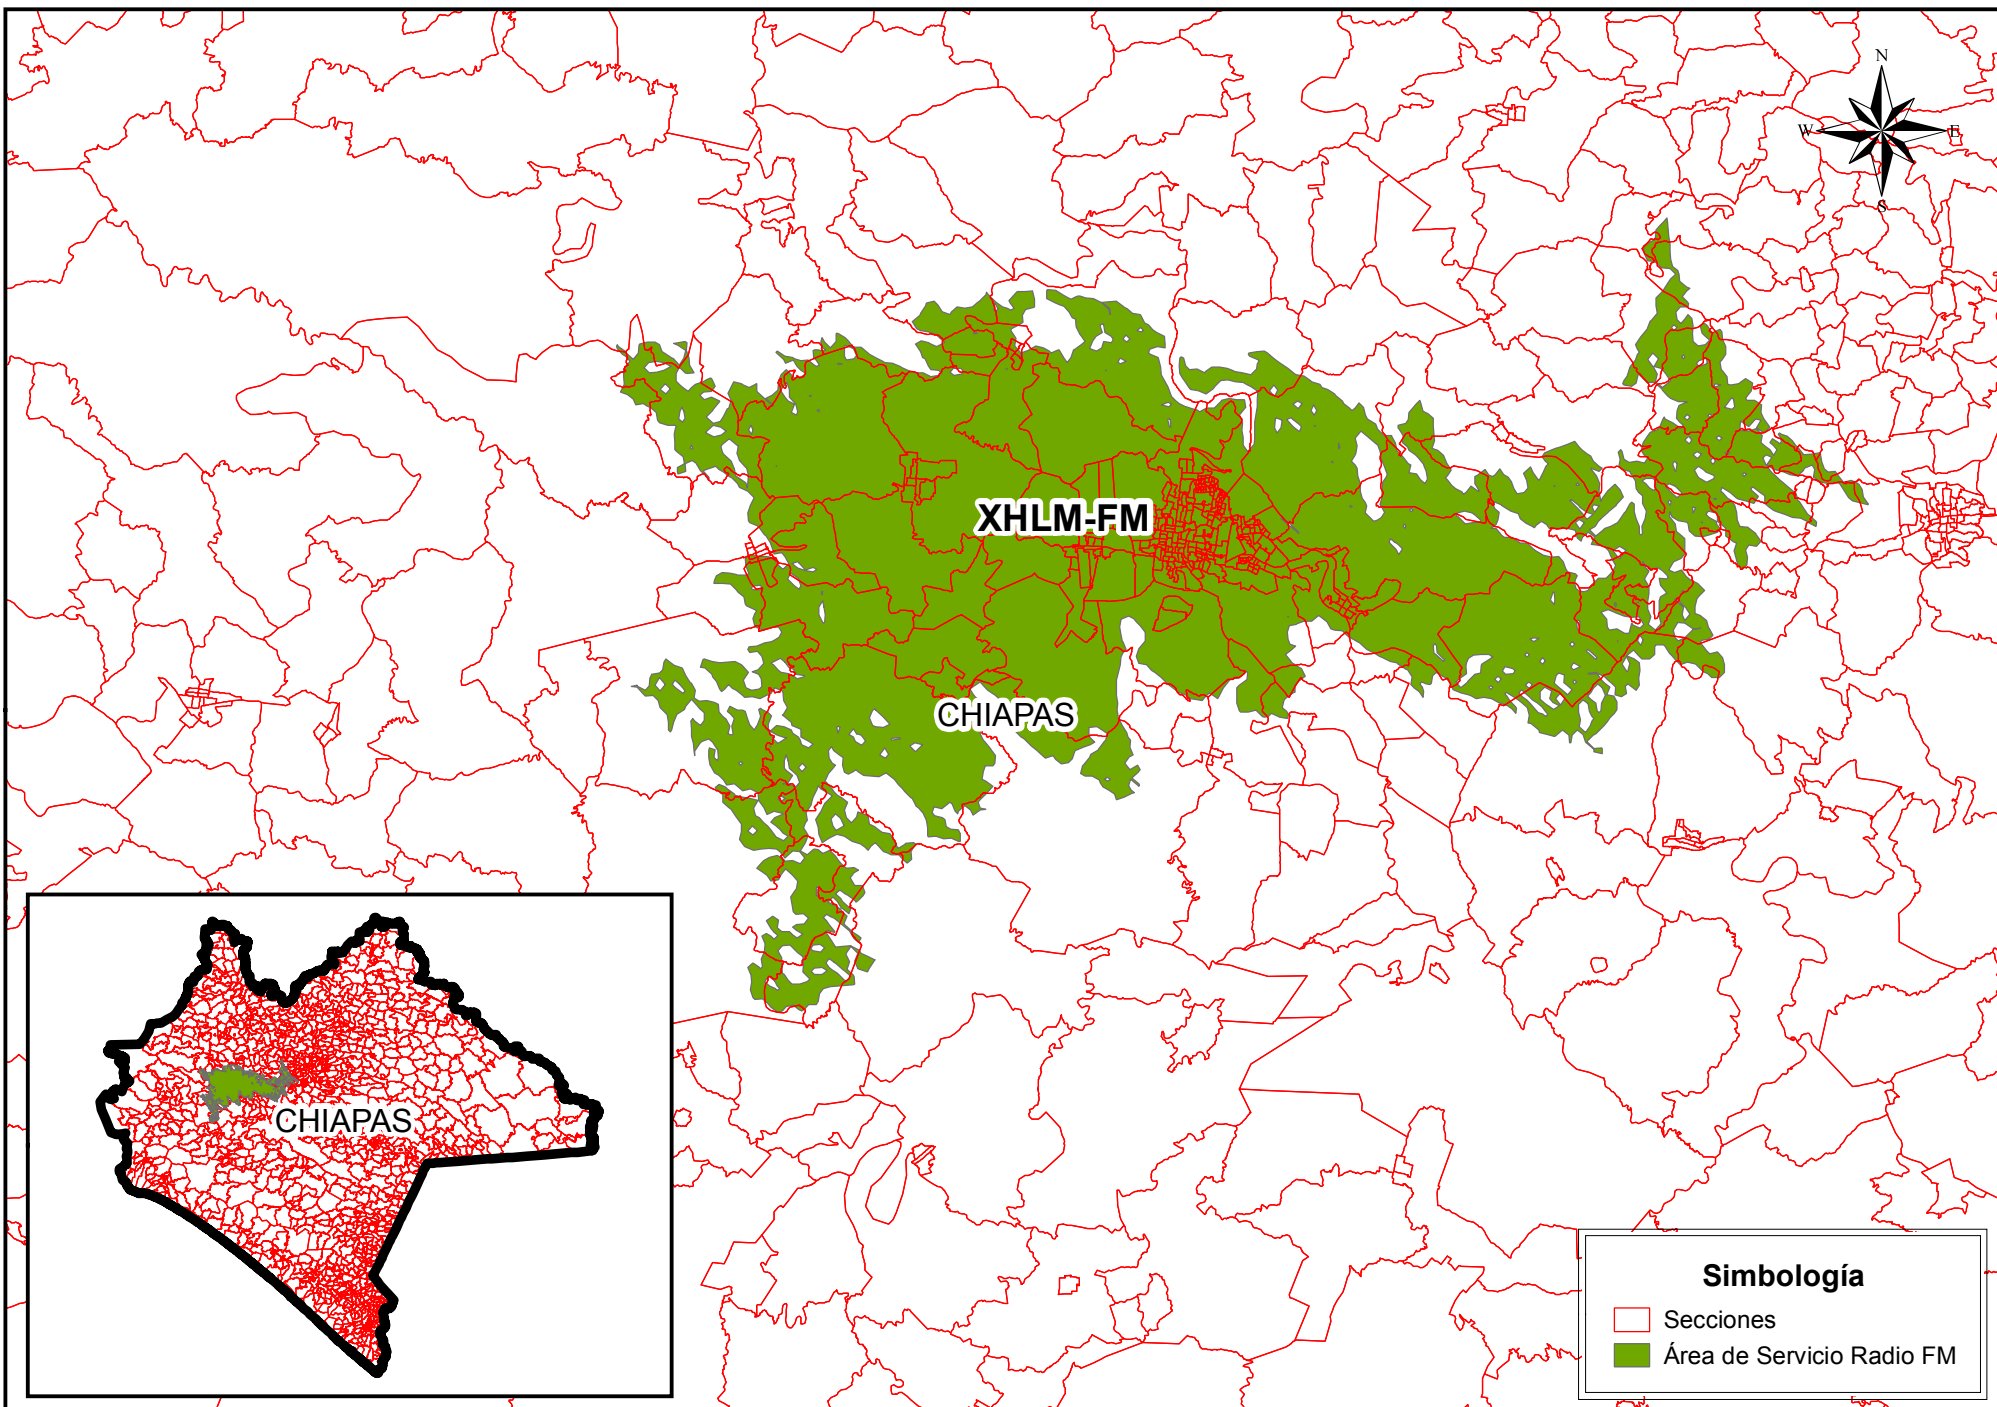 N
W
E
S
XHLM-FM
CHIAPAS
CHIAPAS
Simbología
Secciones
Área de Servicio Radio FM